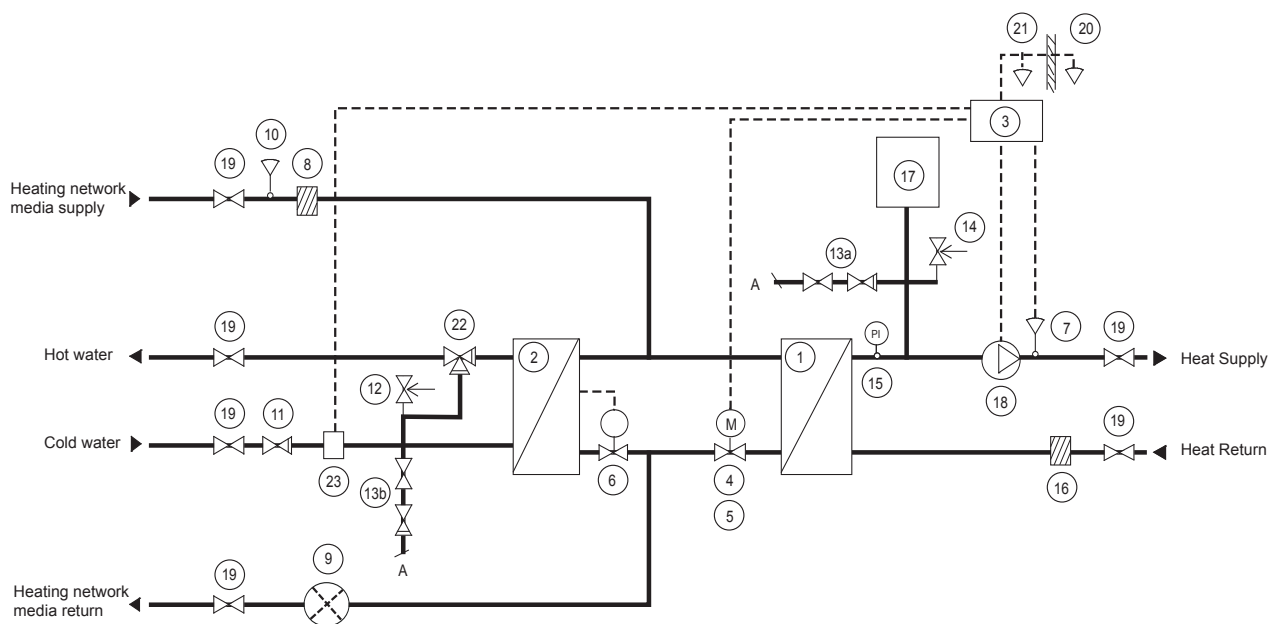 21
20
3
10
19
8
17
Heating network
media supply
14
13a
A
22
19
7
19
Hot water
2
1
PI
Heat Supply
12
15
18
19
11
M
19
Cold water
Heat Return
23
13b
6
4
16
5
9
A
19
Heating network
media return